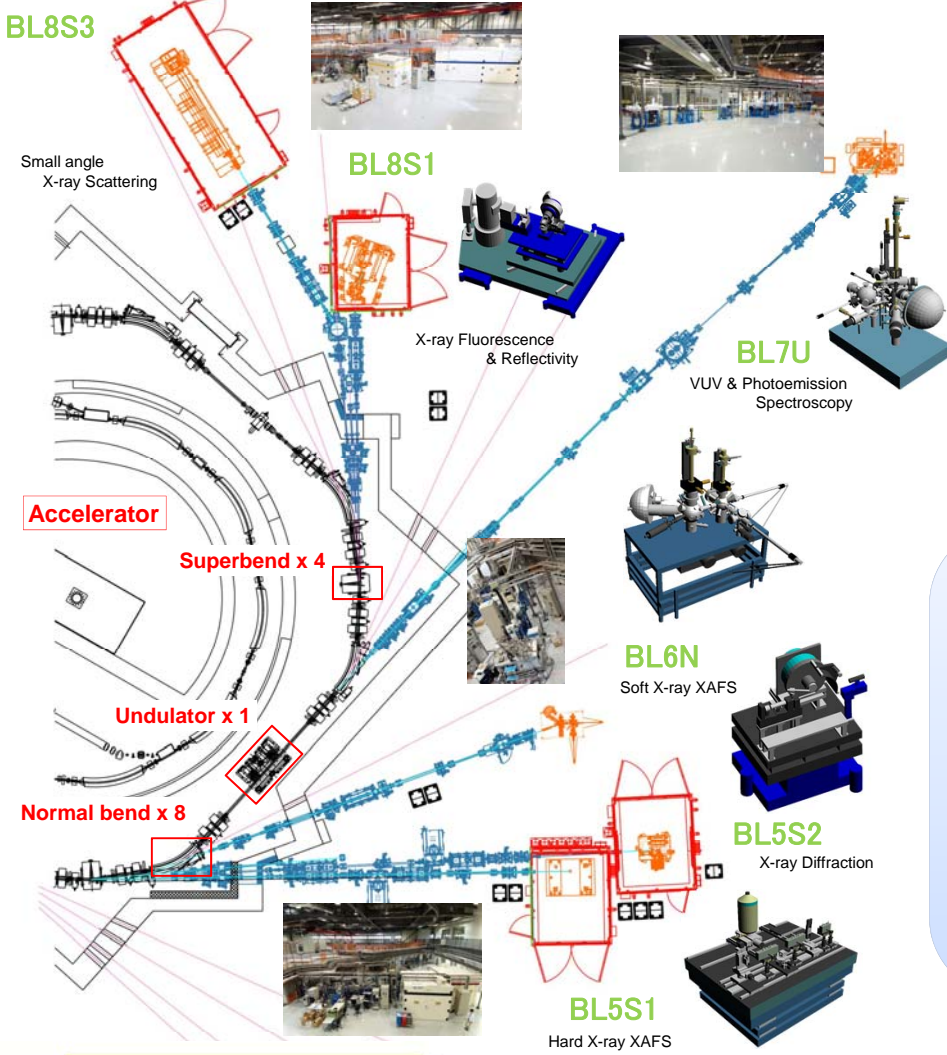 BL8S3
Small angle
X-ray Scattering
BL8S1
X-ray Fluorescence
& Reflectivity
BL7U
VUV & Photoemission
Spectroscopy
Accelerator
Superbend x 4
Undulator x 1
BL6N
Soft X-ray XAFS
Normal bend x 8
BL5S2
X-ray Diffraction
BL5S1
Hard X-ray XAFS